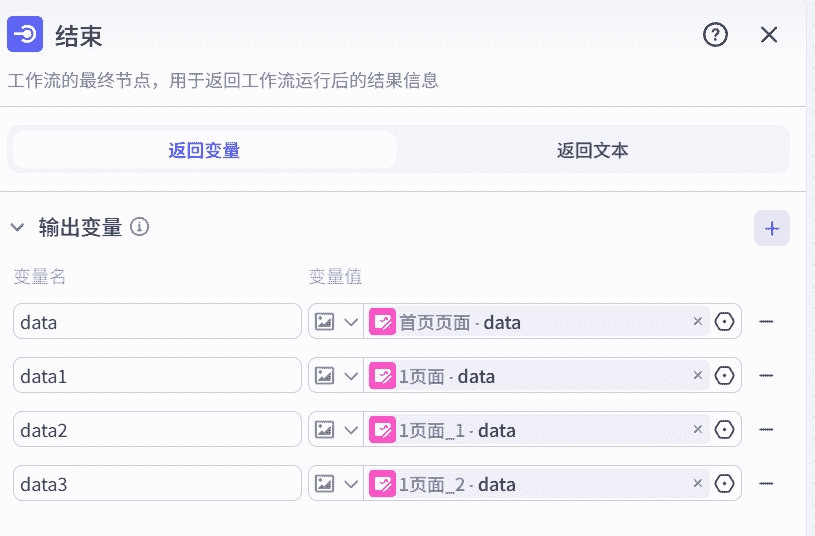 结束
工作流的最终节点，用于返回工作流运行后的结果信息
返回变量 返回文本
输出变量
变量名 变量值
data 首页页面 · data
data1 1页面 · data
data2 1页面_1 · data
data3 1页面_2 · data